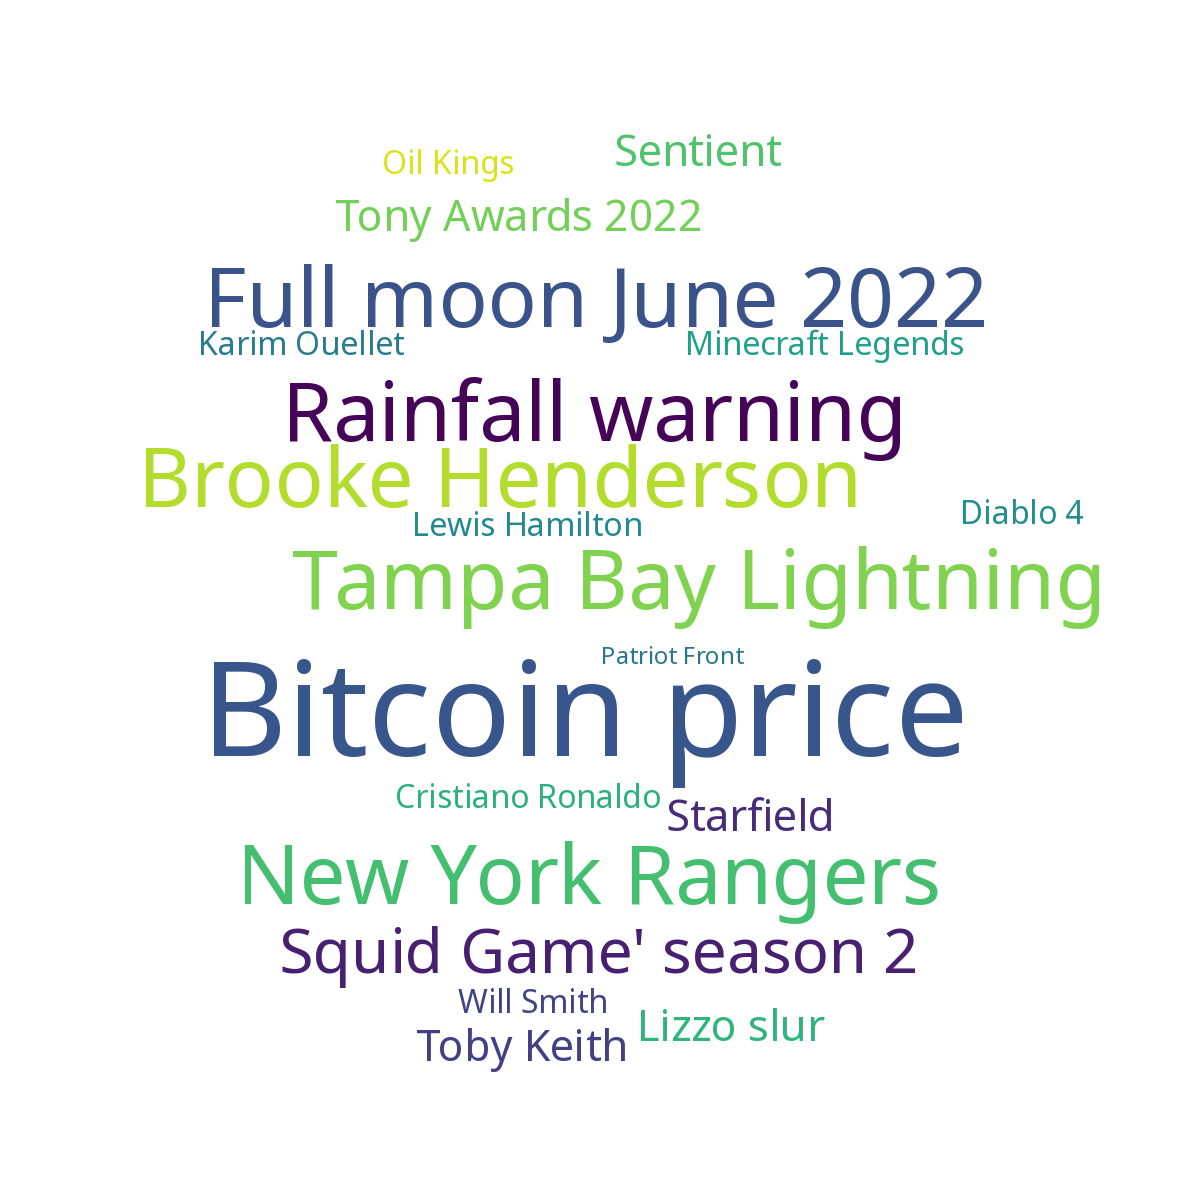 Sentient
Oil Kings
Tony Awards 2022
Full moon June 2022
Karim Ouellet
Minecraft Legends
Rainfall warning
Brooke Henderson
Diablo 4
Lewis Hamilton
Tampa Bay Lightning
Patriot Front
Bitcoin price
Cristiano Ronaldo
Starfield
New York Rangers
Squid Game' season 2
Will Smith
Lizzo slur
Toby Keith